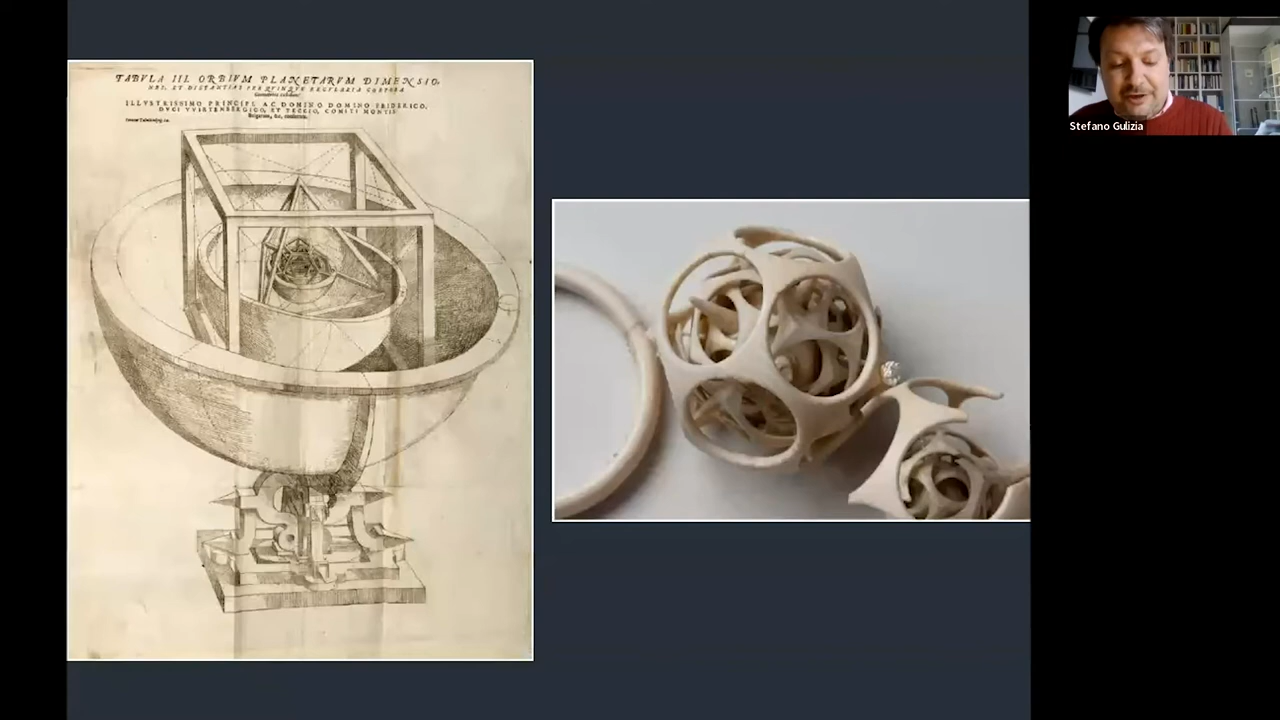 TABVLA III. ORBIVM PLANETARVM DIMENSIO,
NES, ET DISTANTIAS PER QVINQVE REGVLARIA CORPORA
ILLVSTRISSIMO PRINCIPI, AC DOMINO DOMINO FRIDERICO,
DVCI VVIRTENBERGICO, ET TECCIO, COMITI MONTIS
Stefano Gulizia